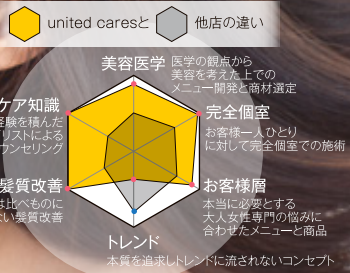 united caresと 他店の違い
美容医学
医学の観点から
美容を考えた上での
メニュー開発と商材選定
ケア知識
経験を積んだ
リストによる
ウンセリング
完全個室
お客様一人ひとり
に対して完全個室での施術
髪質改善
は比べものに
ない髪質改善
お客様層
本当に必要とする
大人女性専門の悩みに
合わせたメニューと商品
トレンド
本質を追求しトレンドに流されないコンセプト